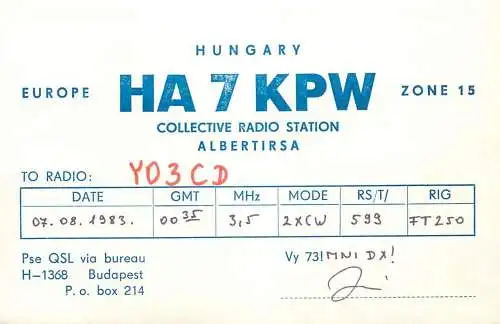 HUNGARY
EUROPE HA 7 KPW ZONE 15
COLLECTIVE RADIO STATION
ALBERTIRSA
TO RADIO: YO3CD
DATE GMT MHz MODE RS/T/ RIG
07.08.1983. 00 35 3,5 2XCW 599 FT250
Pse QSL via bureau Vy 73! MNI DX!
H-1368 Budapest
P. o. box 214